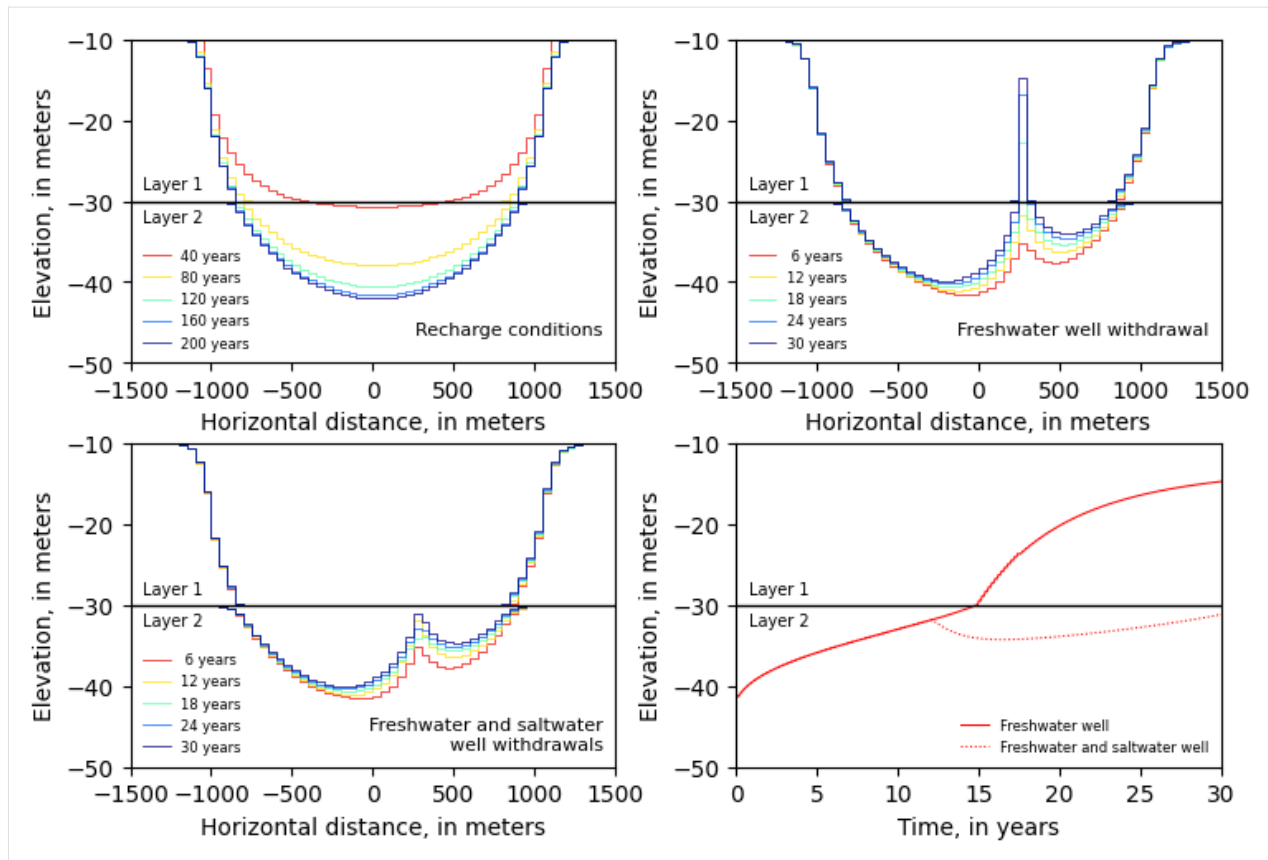 −10
−20
−30
−40
−50
Elevation, in meters
Layer 1
Layer 2
40 years
80 years
120 years
160 years
200 years
Recharge conditions
−1500 −1000 −500 0 500 1000 1500
Horizontal distance, in meters
−10
−20
−30
−40
−50
Elevation, in meters
Layer 1
Layer 2
6 years
12 years
18 years
24 years
30 years
Freshwater well withdrawal
−1500 −1000 −500 0 500 1000 1500
Horizontal distance, in meters
−10
−20
−30
−40
−50
Elevation, in meters
Layer 1
Layer 2
6 years
12 years
18 years
24 years
30 years
Freshwater and saltwater
well withdrawals
−1500 −1000 −500 0 500 1000 1500
Horizontal distance, in meters
−10
−20
−30
−40
−50
Elevation, in meters
Layer 1
Layer 2
Freshwater well
Freshwater and saltwater well
0 5 10 15 20 25 30
Time, in years